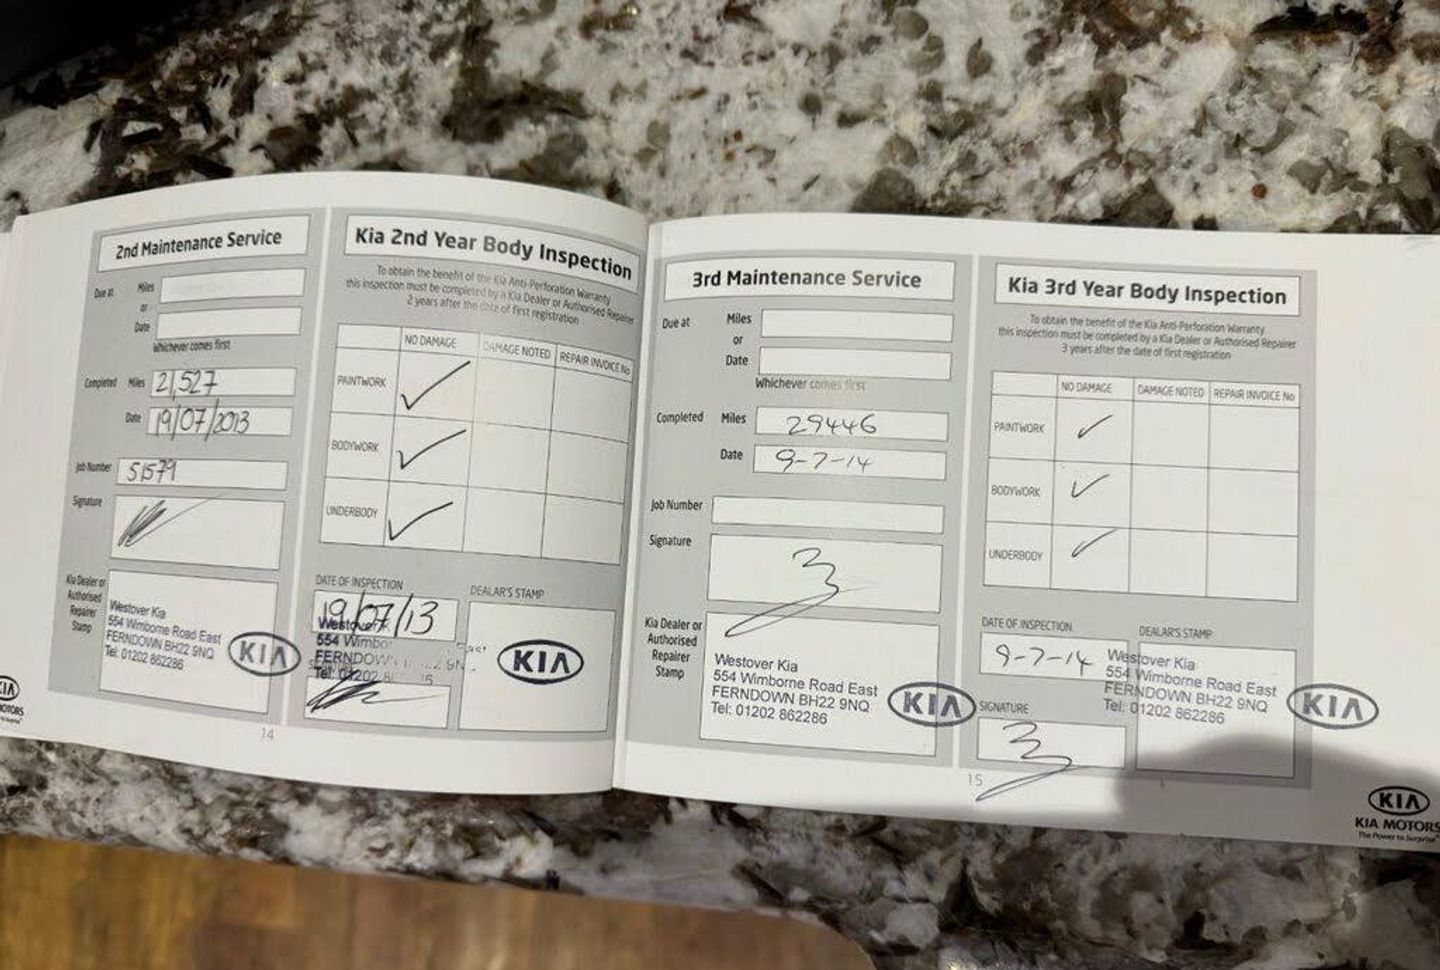 2nd Maintenance Service
Due at Miles
or
Date
Whichever comes first
Completed Miles 21,527
Date 19/07/2013
Job Number 51579
Signature
Kia Dealer or
Authorised
Repairer
Stamp
Westover Kia
554 Wimborne Road East
FERNDOWN BH22 9NQ
Tel: 01202 862286
KIA
14
Kia 2nd Year Body Inspection
To obtain the benefit of the Kia Anti-Perforation Warranty
this inspection must be completed by a Kia Dealer or Authorised Repairer
2 years after the date of first registration
NO DAMAGE DAMAGE NOTED REPAIR INVOICE No
PAINTWORK
BODYWORK
UNDERBODY
DATE OF INSPECTION
19/07/13
DEALAR'S STAMP
FERNDOWN
KIA
3rd Maintenance Service
Due at Miles
or
Date
Whichever comes first
Completed Miles 29446
Date 9-7-14
Job Number
Signature
Kia Dealer or
Authorised
Repairer
Stamp
Westover Kia
554 Wimborne Road East
FERNDOWN BH22 9NQ
Tel: 01202 862286
KIA
Kia 3rd Year Body Inspection
To obtain the benefit of the Kia Anti-Perforation Warranty
this inspection must be completed by a Kia Dealer or Authorised Repairer
3 years after the date of first registration
NO DAMAGE DAMAGE NOTED REPAIR INVOICE No
PAINTWORK
BODYWORK
UNDERBODY
DATE OF INSPECTION
9-7-14
DEALAR'S STAMP
Westover Kia
554 Wimborne Road East
FERNDOWN BH22 9NQ
Tel: 01202 862286
KIA
SIGNATURE
15
KIA
KIA MOTORS
The Power to Surprise